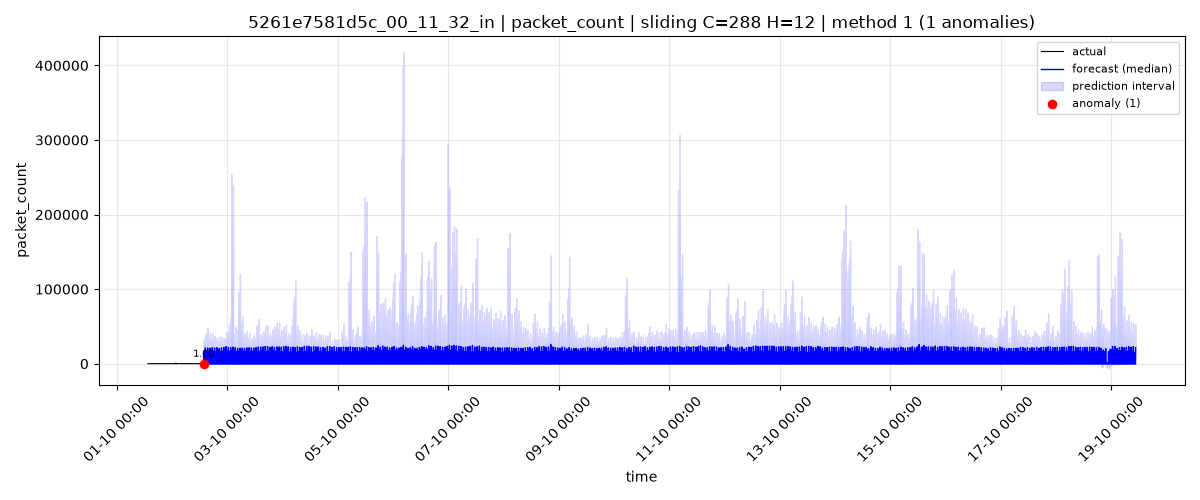 5261e7581d5c_00_11_32_in | packet_count | sliding C=288 H=12 | method 1 (1 anomalies)
actual
forecast (median)
prediction interval
anomaly (1)
packet_count
400000
300000
200000
100000
0
01-10 00:00
03-10 00:00
05-10 00:00
07-10 00:00
09-10 00:00
11-10 00:00
13-10 00:00
15-10 00:00
17-10 00:00
19-10 00:00
time